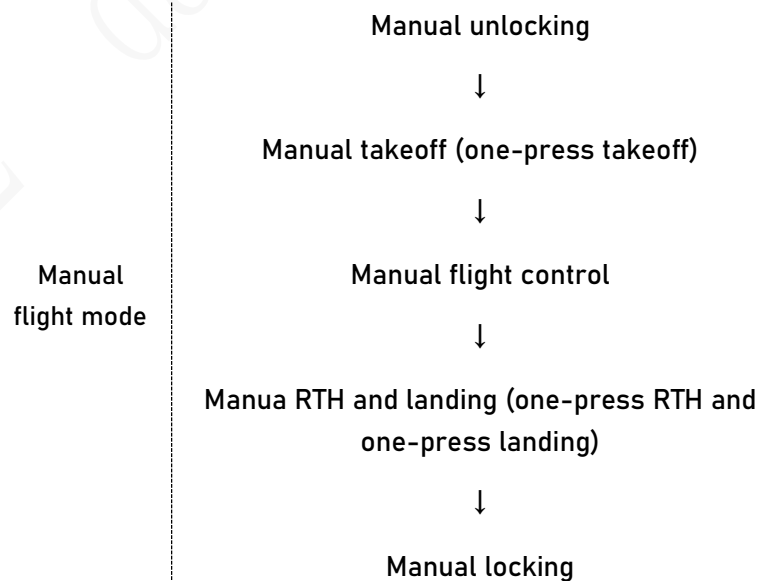 Manual unlocking
↓
Manual takeoff (one-press takeoff)
↓
Manual
flight mode
Manual flight control
↓
Manua RTH and landing (one-press RTH and
one-press landing)
↓
Manual locking